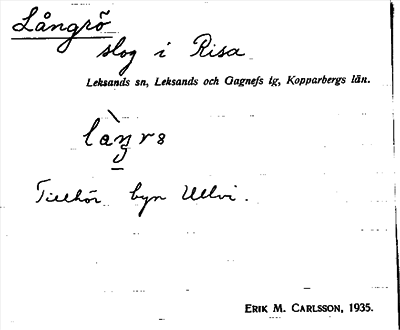 Långrö
slog i Risa
Leksands sn, Leksands och Gagnefs tg, Kopparbergs län.
Tillhör byn Ullvi.
ERIK M. CARLSSON, 1935.